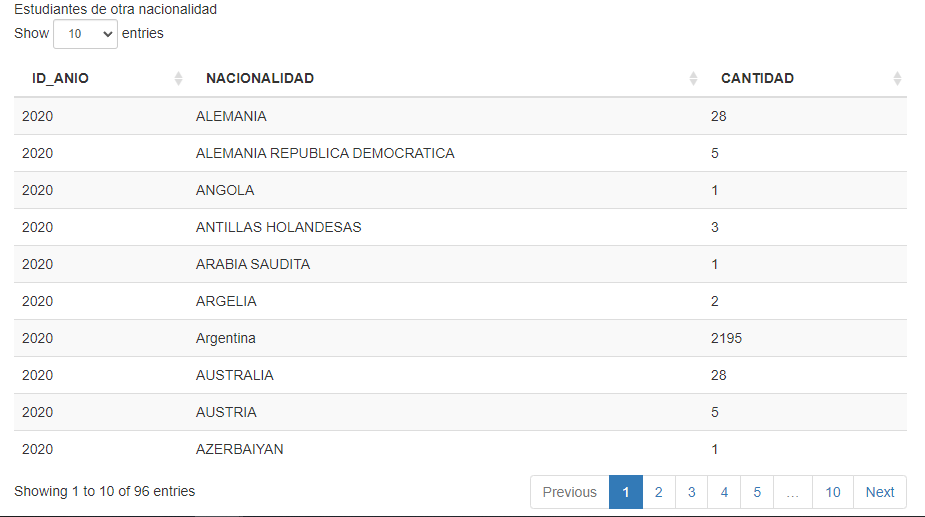 Estudiantes de otra nacionalidad
Show 10 entries
ID_ANIO NACIONALIDAD CANTIDAD
2020 ALEMANIA 28
2020 ALEMANIA REPUBLICA DEMOCRATICA 5
2020 ANGOLA 1
2020 ANTILLAS HOLANDESAS 3
2020 ARABIA SAUDITA 1
2020 ARGELIA 2
2020 Argentina 2195
2020 AUSTRALIA 28
2020 AUSTRIA 5
2020 AZERBAIYAN 1
Showing 1 to 10 of 96 entries Previous 1 2 3 4 5 … 10 Next